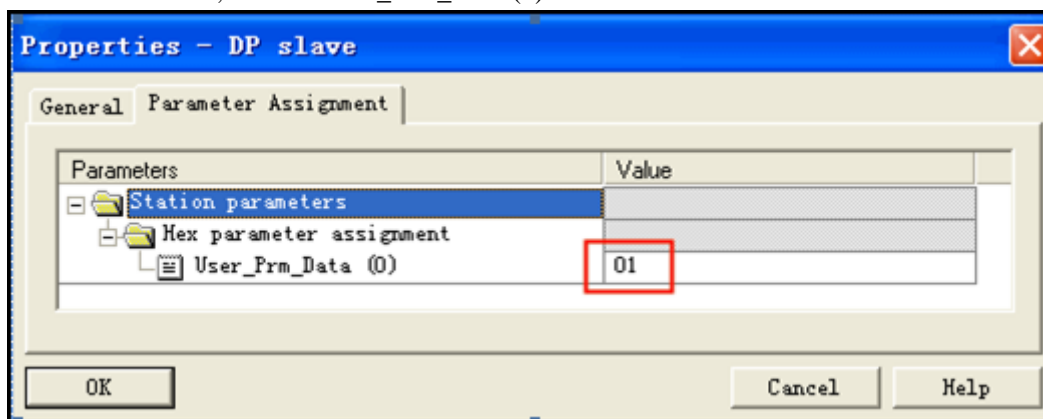 Properties - DP slave
General Parameter Assignment
Parameters Value
Station parameters
Hex parameter assignment
User_Prm_Data (0) 01
OK Cancel Help